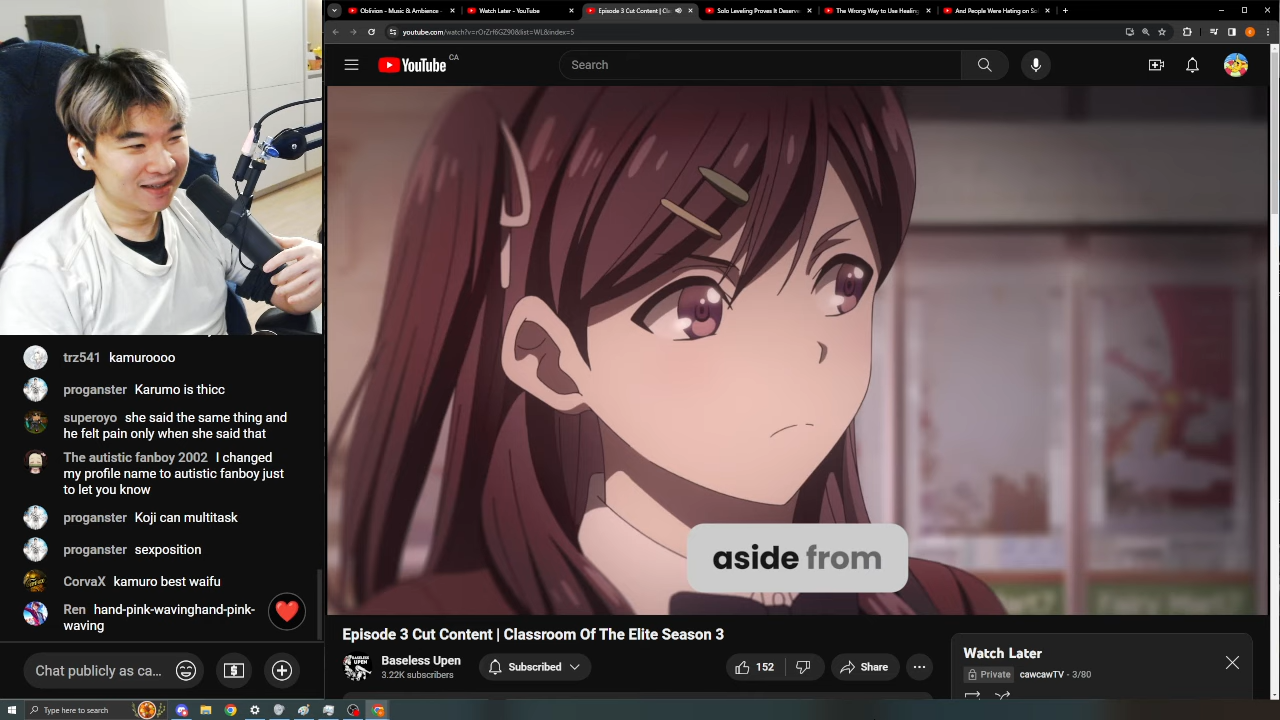 Oblivion - Music & Ambience -
Watch Later - YouTube
Episode 3 Cut Content | Cla
Solo Leveling Proves It Deserve
The Wrong Way to Use Healing
And People Were Hating on So
youtube.com/watch?v=rOrZrf6GZ90&list=WL&index=5
YouTube CA
Search
trz541 kamuroooo
proganster Karumo is thicc
superoyo she said the same thing and
he felt pain only when she said that
The autistic fanboy 2002 I changed
my profile name to autistic fanboy just
to let you know
proganster Koji can multitask
proganster sexposition
CorvaX kamuro best waifu
Ren hand-pink-wavinghand-pink-
waving
Chat publicly as ca...
aside from
Episode 3 Cut Content | Classroom Of The Elite Season 3
Baseless Upen
3.22K subscribers
Subscribed
152
Share
Watch Later
Private cawcawTV - 3/80
Type here to search